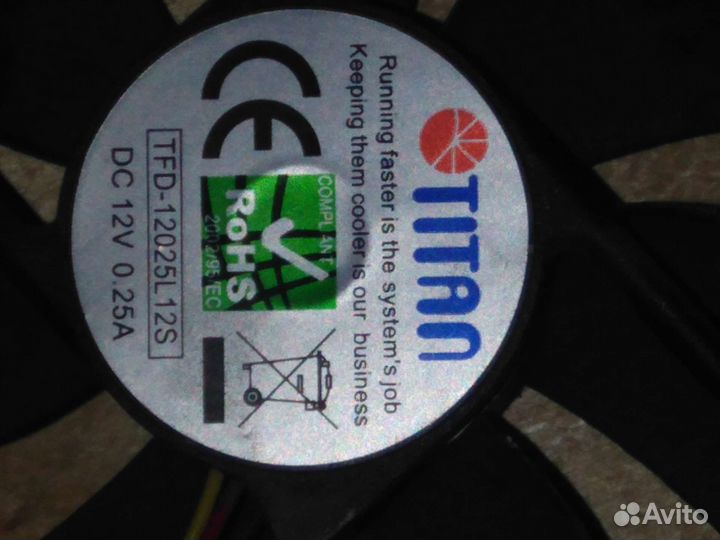 TITAN
Running faster is the system's job
Keeping them cooler is our business
CE
COMPLIANT
RoHS
2002/95/EC
TFD-12025L12S
DC 12V 0.25A
Avito